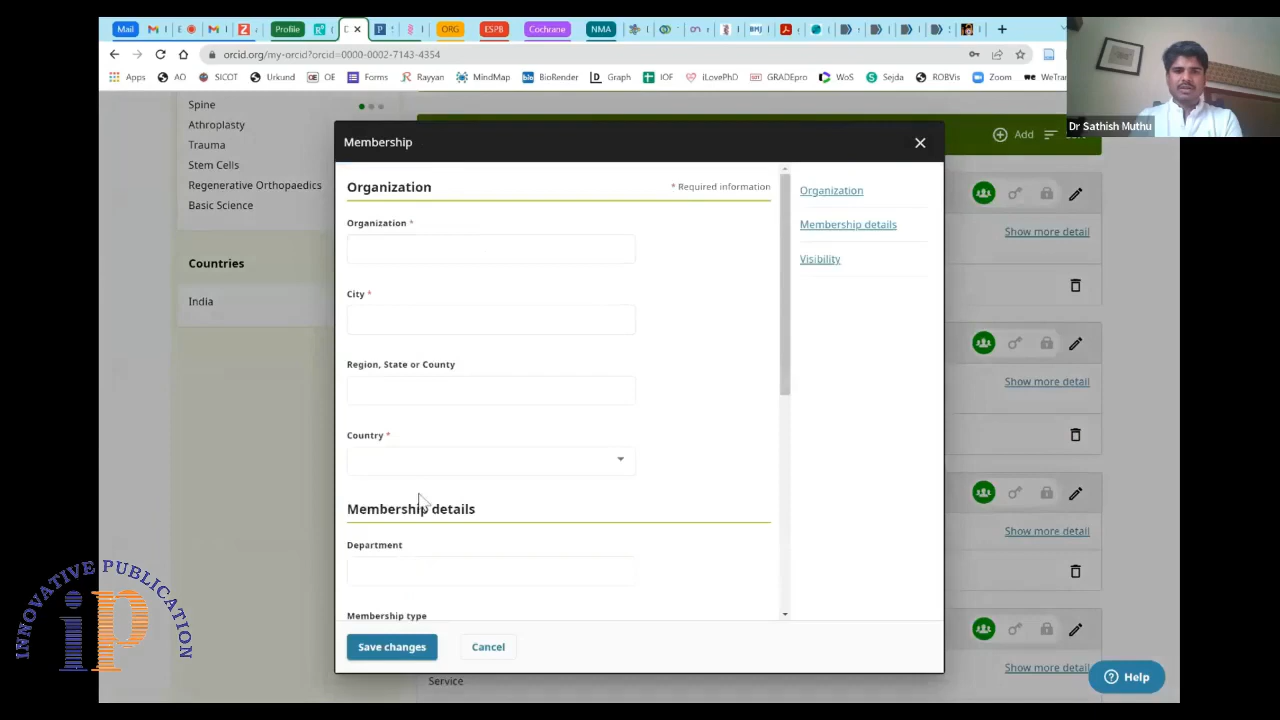 Mail
Profile
ORG
ESPB
Cochrane
NMA
BMJ
orcid.org/my-orcid?orcid=0000-0002-7143-4354
Apps
AO
SICOT
Urkund
OE
Forms
Rayyan
MindMap
BioRender
Graph
IOF
iLovePhD
GRADEpro
WoS
Sejda
ROBVis
Zoom
WeTra
Dr Sathish Muthu
Spine
Athroplasty
Trauma
Stem Cells
Regenerative Orthopaedics
Basic Science
Countries
India
Add
Membership
Organization
* Required information
Organization *
City *
Region, State or County
Country *
Membership details
Department
Membership type
Organization
Membership details
Visibility
Save changes
Cancel
Show more detail
Show more detail
Show more detail
Show more detail
Service
Help
INNOVATIVE PUBLICATION
ip